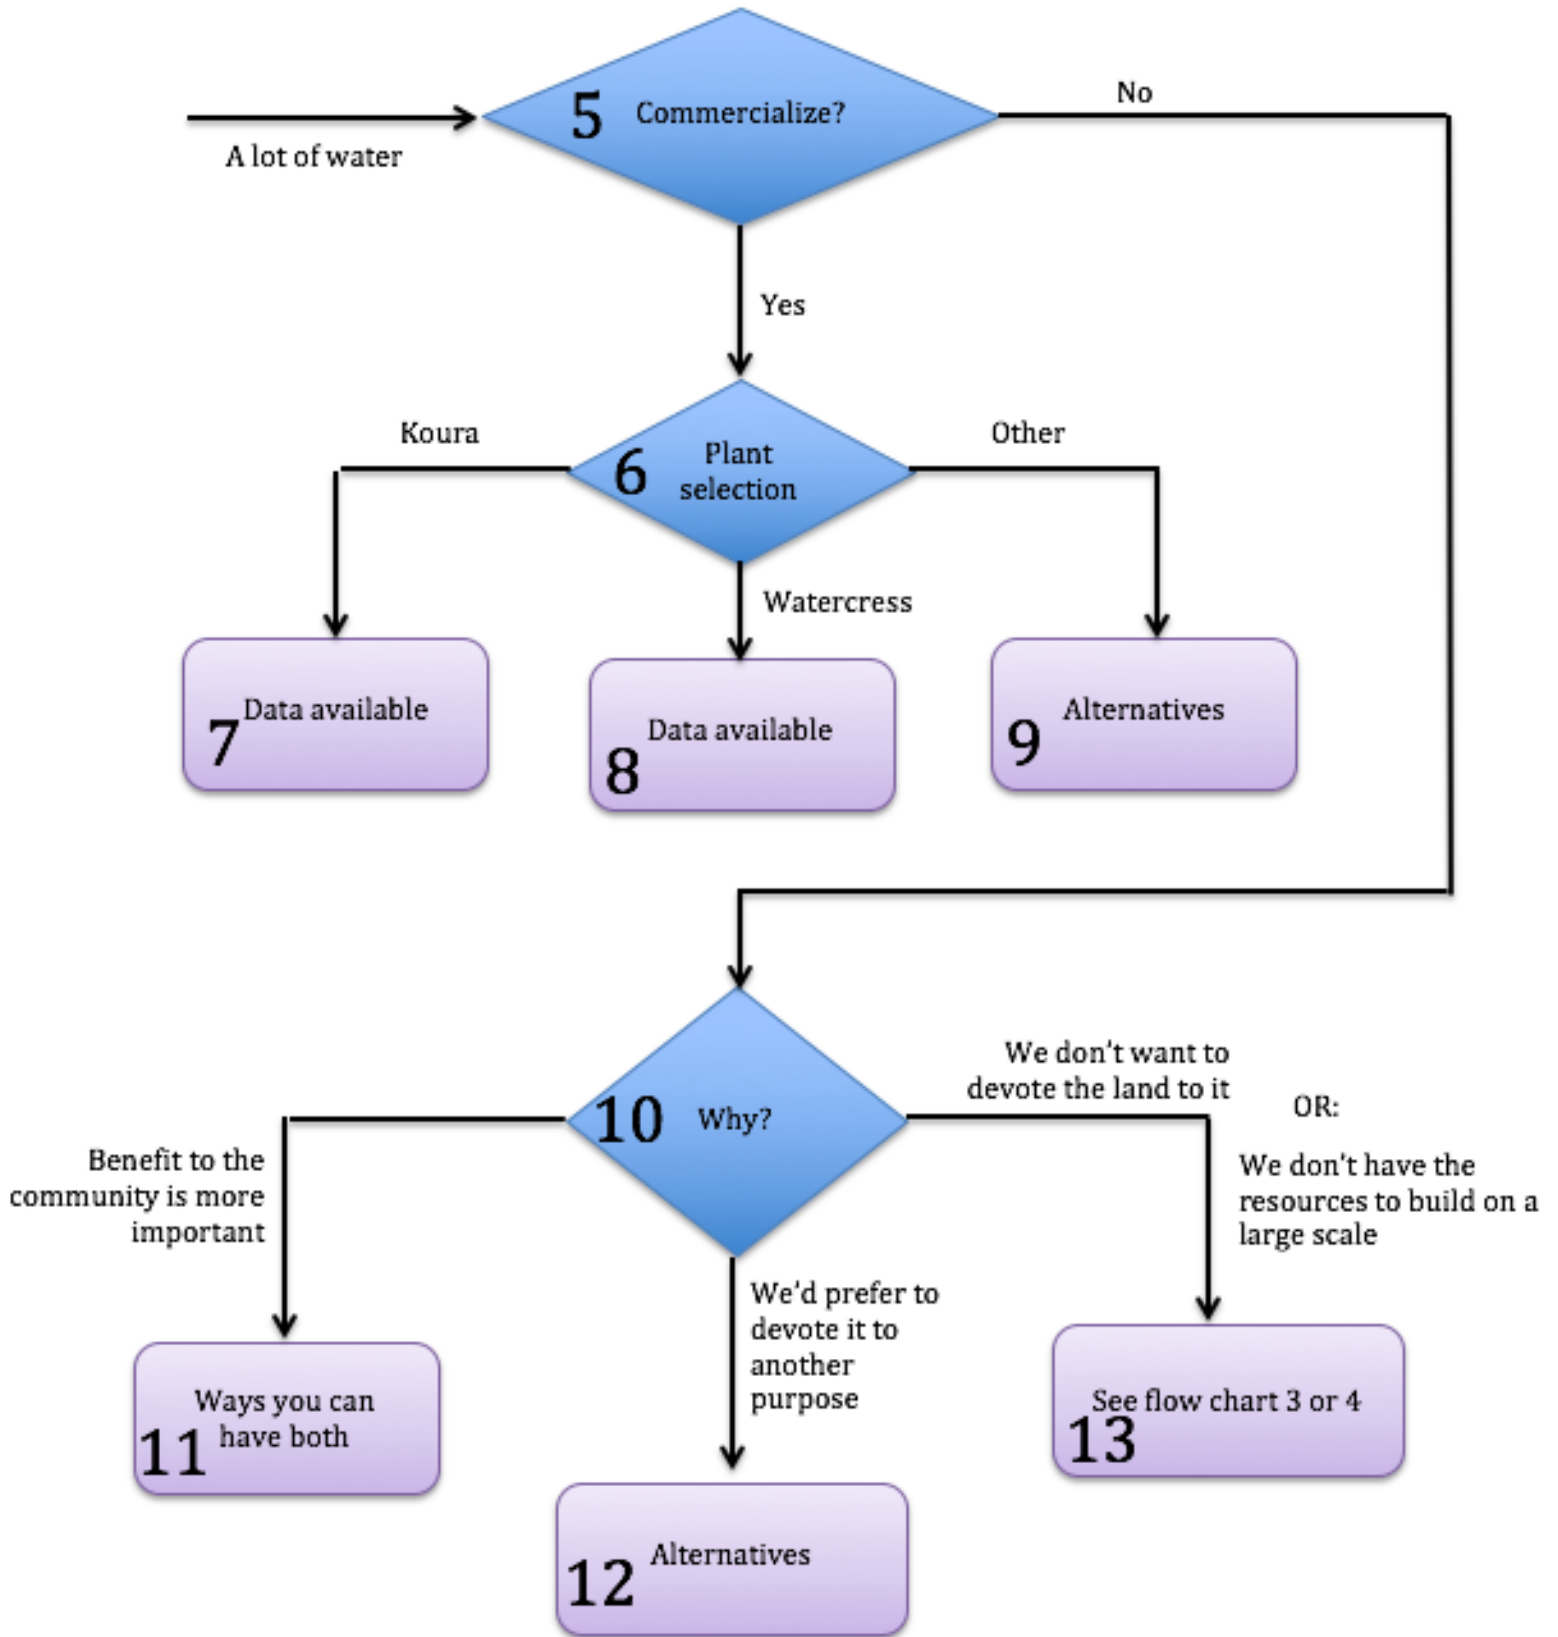 5 Commercialize?
No
A lot of water
Yes
Koura
Other
6
Plant
selection
Watercress
7 Data available
8 Data available
9 Alternatives
We don't want to
devote the land to it
OR:
10 Why?
Benefit to the
community is more
important
We don't have the
resources to build on a
large scale
We'd prefer to
devote it to
another
purpose
Ways you can
have both
11
See flow chart 3 or 4
13
Alternatives
12